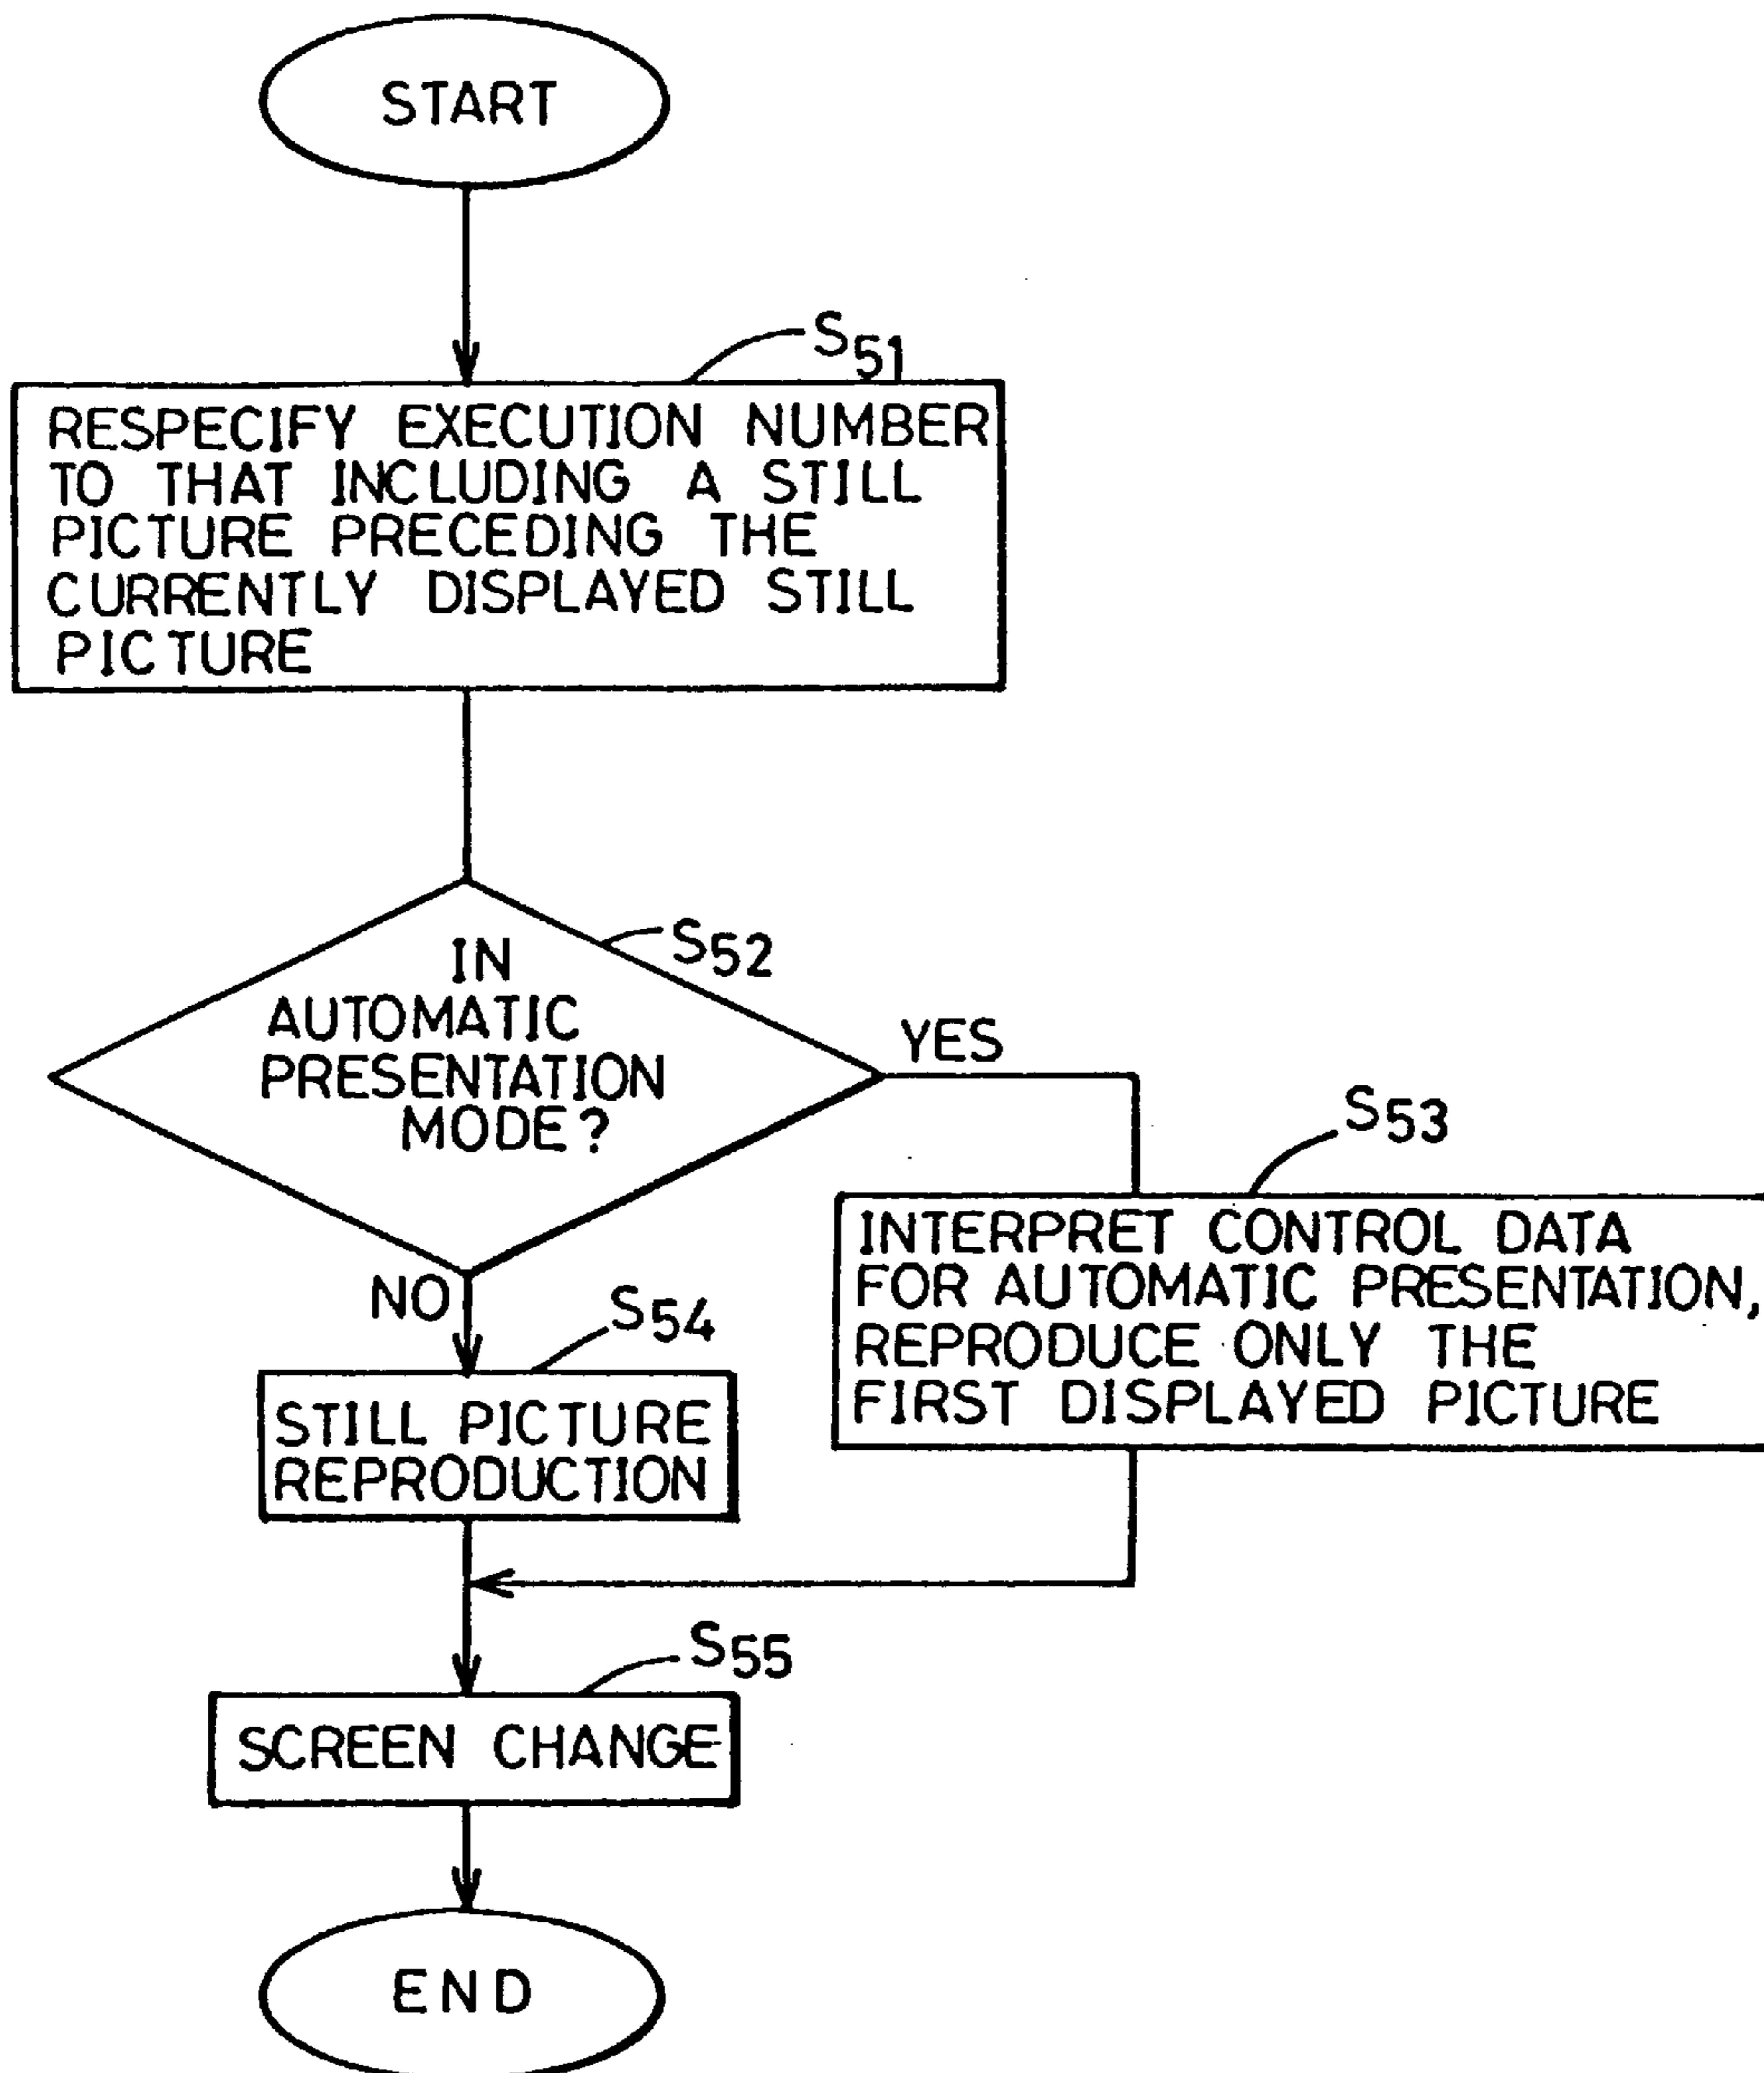 START
S51
RESPECIFY EXECUTION NUMBER
TO THAT INCLUDING A STILL
PICTURE PRECEDING THE
CURRENTLY DISPLAYED STILL
PICTURE
S52
IN
AUTOMATIC
PRESENTATION
MODE?
YES
S53
INTERPRET CONTROL DATA
FOR AUTOMATIC PRESENTATION,
REPRODUCE ONLY THE
FIRST DISPLAYED PICTURE
NO
S54
STILL PICTURE
REPRODUCTION
S55
SCREEN CHANGE
END